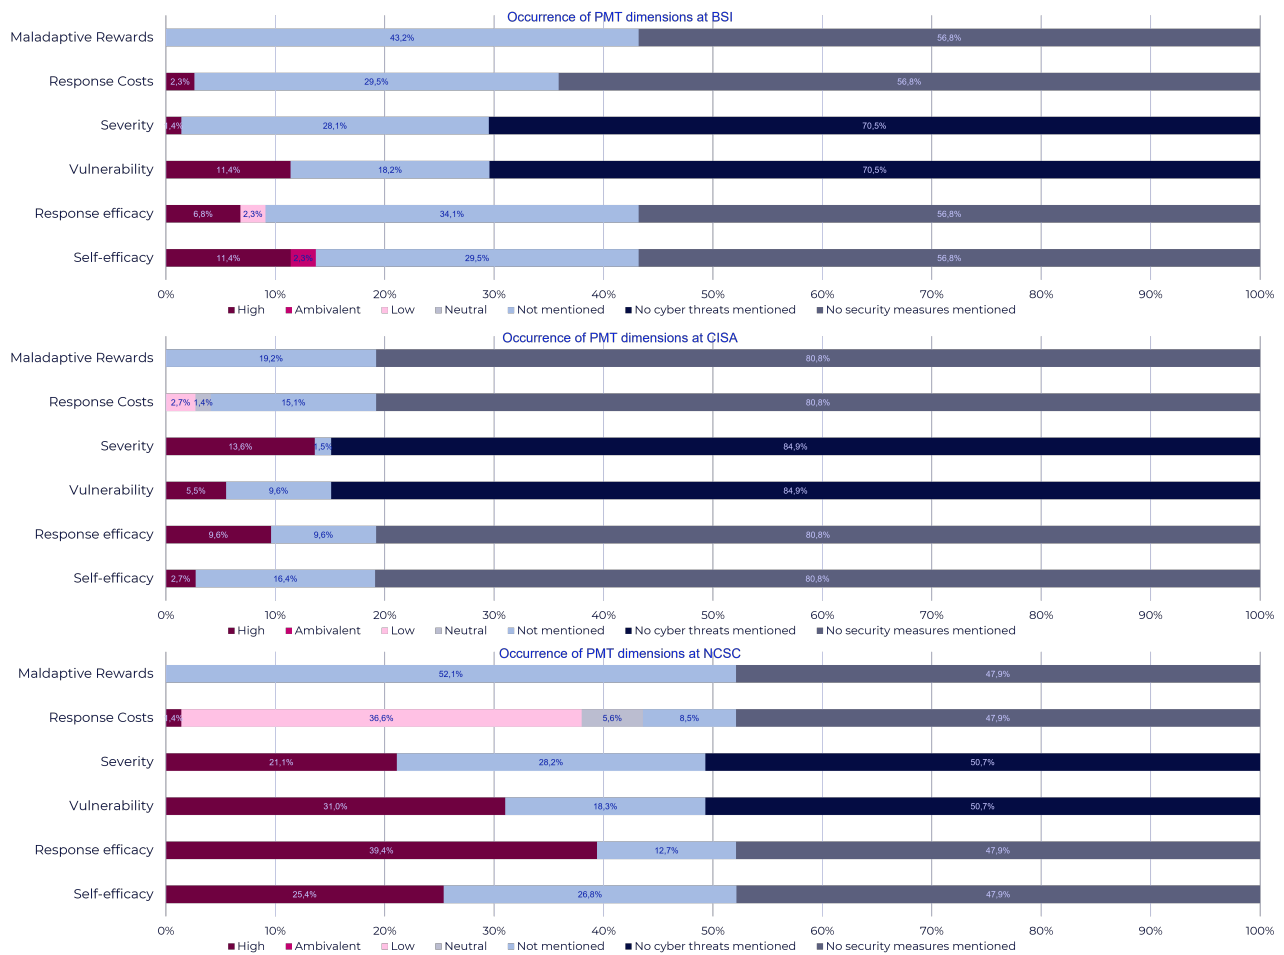 Occurrence of PMT dimensions at BSI
Maladaptive Rewards 43,2% 56,8%
Response Costs 2,3% 29,5% 56,8%
Severity 1,4% 28,1% 70,5%
Vulnerability 11,4% 18,2% 70,5%
Response efficacy 6,8% 2,3% 34,1% 56,8%
Self-efficacy 11,4% 2,3% 29,5% 56,8%
0% 10% 20% 30% 40% 50% 60% 70% 80% 90% 100%
High Ambivalent Low Neutral Not mentioned No cyber threats mentioned No security measures mentioned
Occurrence of PMT dimensions at CISA
Maladaptive Rewards 19,2% 80,8%
Response Costs 2,7% 1,4% 15,1% 80,8%
Severity 13,6% 1,5% 84,9%
Vulnerability 5,5% 9,6% 84,9%
Response efficacy 9,6% 9,6% 80,8%
Self-efficacy 2,7% 16,4% 80,8%
0% 10% 20% 30% 40% 50% 60% 70% 80% 90% 100%
High Ambivalent Low Neutral Not mentioned No cyber threats mentioned No security measures mentioned
Occurrence of PMT dimensions at NCSC
Maldaptive Rewards 52,1% 47,9%
Response Costs 1,4% 36,6% 5,6% 8,5% 47,9%
Severity 21,1% 28,2% 50,7%
Vulnerability 31,0% 18,3% 50,7%
Response efficacy 39,4% 12,7% 47,9%
Self-efficacy 25,4% 26,8% 47,9%
0% 10% 20% 30% 40% 50% 60% 70% 80% 90% 100%
High Ambivalent Low Neutral Not mentioned No cyber threats mentioned No security measures mentioned